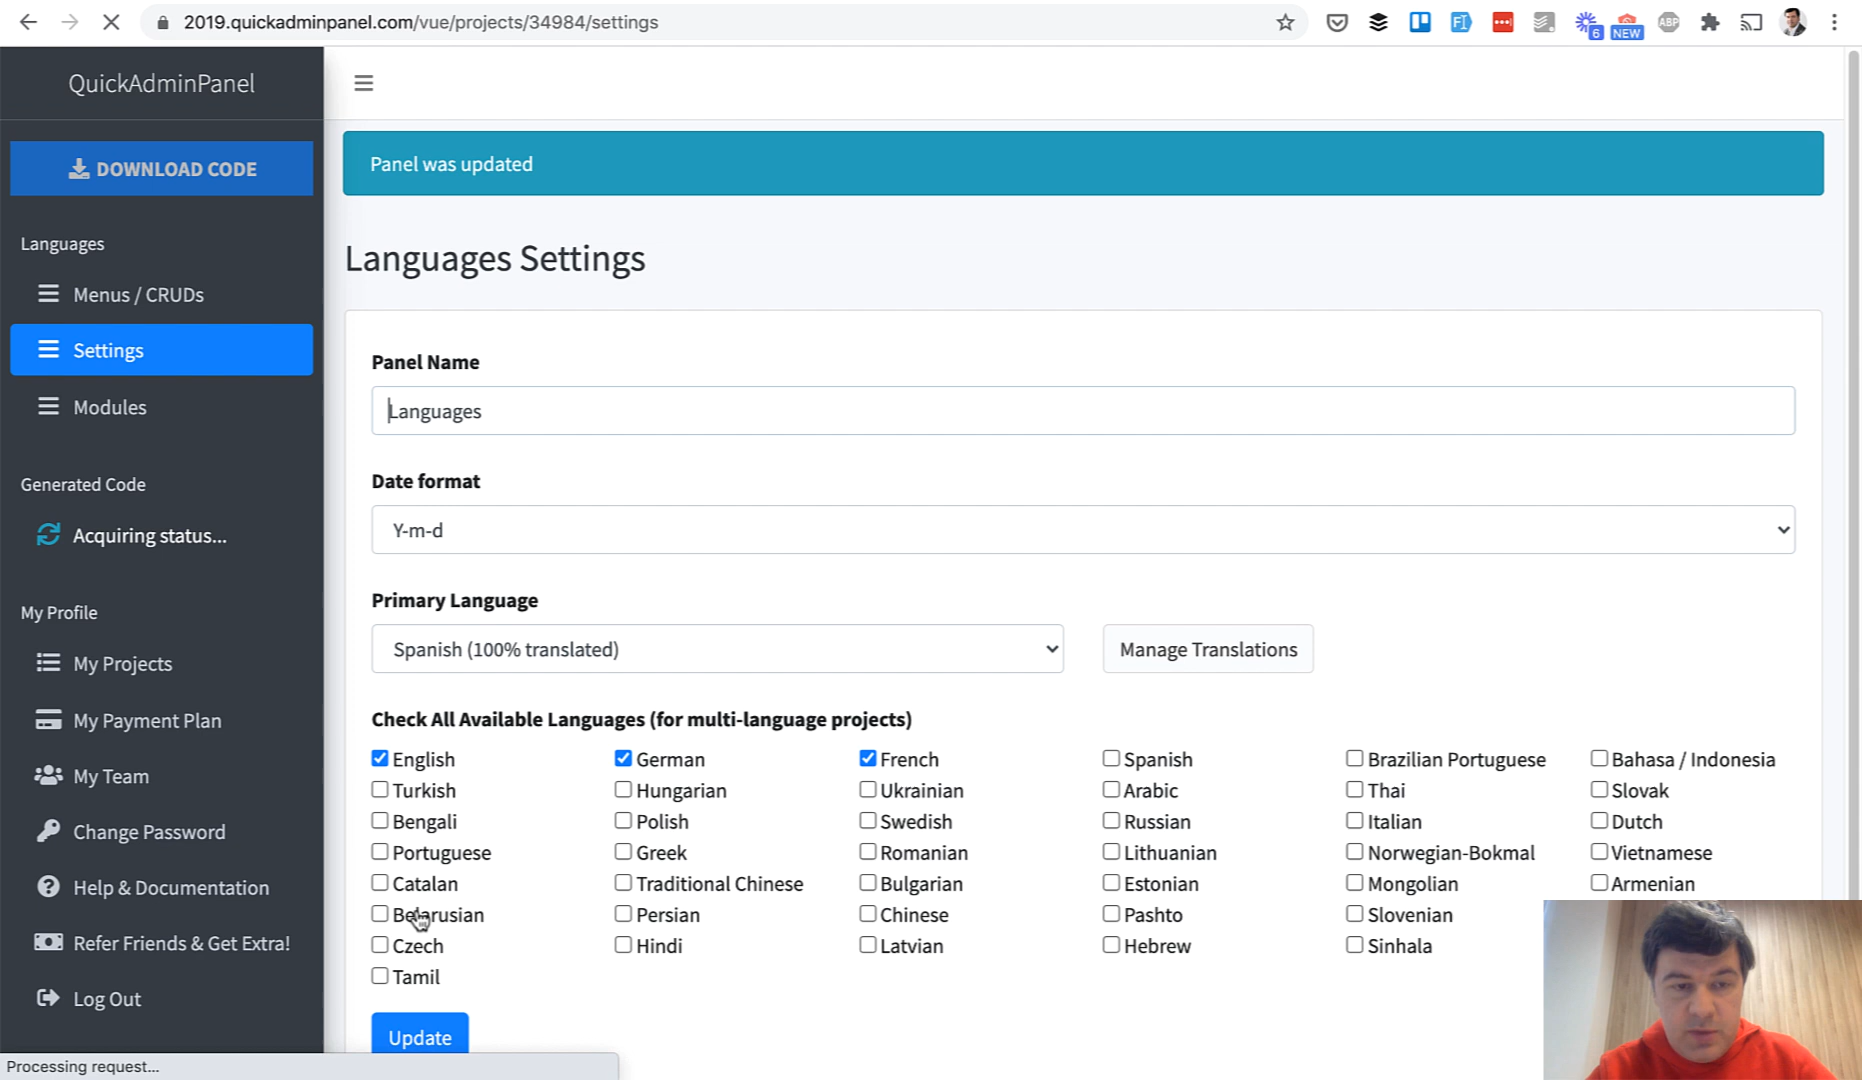 2019.quickadminpanel.com/vue/projects/34984/settings
6
NEW
ABP
QuickAdminPanel
DOWNLOAD CODE
Languages
Menus / CRUDs
Settings
Modules
Generated Code
Acquiring status...
My Profile
My Projects
My Payment Plan
My Team
Change Password
Help & Documentation
Refer Friends & Get Extra!
Log Out
Panel was updated
Languages Settings
Panel Name
Languages
Date format
Y-m-d
Primary Language
Spanish (100% translated)
Manage Translations
Check All Available Languages (for multi-language projects)
English German French Spanish Brazilian Portuguese Bahasa / Indonesia
Turkish Hungarian Ukrainian Arabic Thai Slovak
Bengali Polish Swedish Russian Italian Dutch
Portuguese Greek Romanian Lithuanian Norwegian-Bokmal Vietnamese
Catalan Traditional Chinese Bulgarian Estonian Mongolian Armenian
Belarusian Persian Chinese Pashto Slovenian
Czech Hindi Latvian Hebrew Sinhala
Tamil
Update
Processing request...